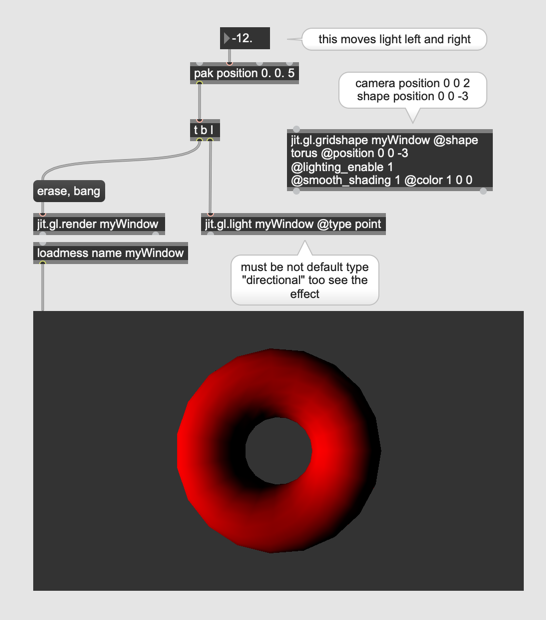 -12.
this moves light left and right
pak position 0. 0. 5
camera position 0 0 2
shape position 0 0 -3
t b l
jit.gl.gridshape myWindow @shape
torus @position 0 0 -3
@lighting_enable 1
@smooth_shading 1 @color 1 0 0
erase, bang
jit.gl.render myWindow
jit.gl.light myWindow @type point
loadmess name myWindow
must be not default type
"directional" too see the
effect